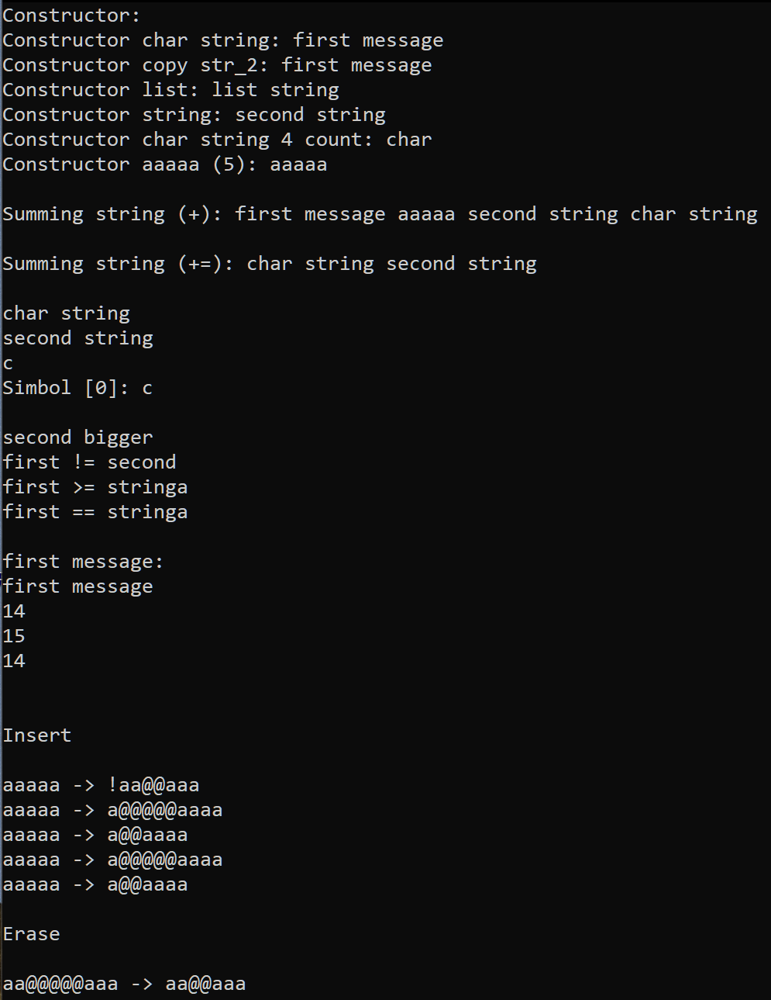 Constructor:
Constructor char string: first message
Constructor copy str_2: first message
Constructor list: list string
Constructor string: second string
Constructor char string 4 count: char
Constructor aaaaa (5): aaaaa
Summing string (+): first message aaaaa second string char string
Summing string (+=): char string second string
char string
second string
c
Simbol [0]: c
second bigger
first != second
first >= stringa
first == stringa
first message:
first message
14
15
14
Insert
aaaaa -> !aa@@aaa
aaaaa -> a@@@@@aaaa
aaaaa -> a@@aaaa
aaaaa -> a@@@@@aaaa
aaaaa -> a@@aaaa
Erase
aa@@@@@aaa -> aa@@aaa